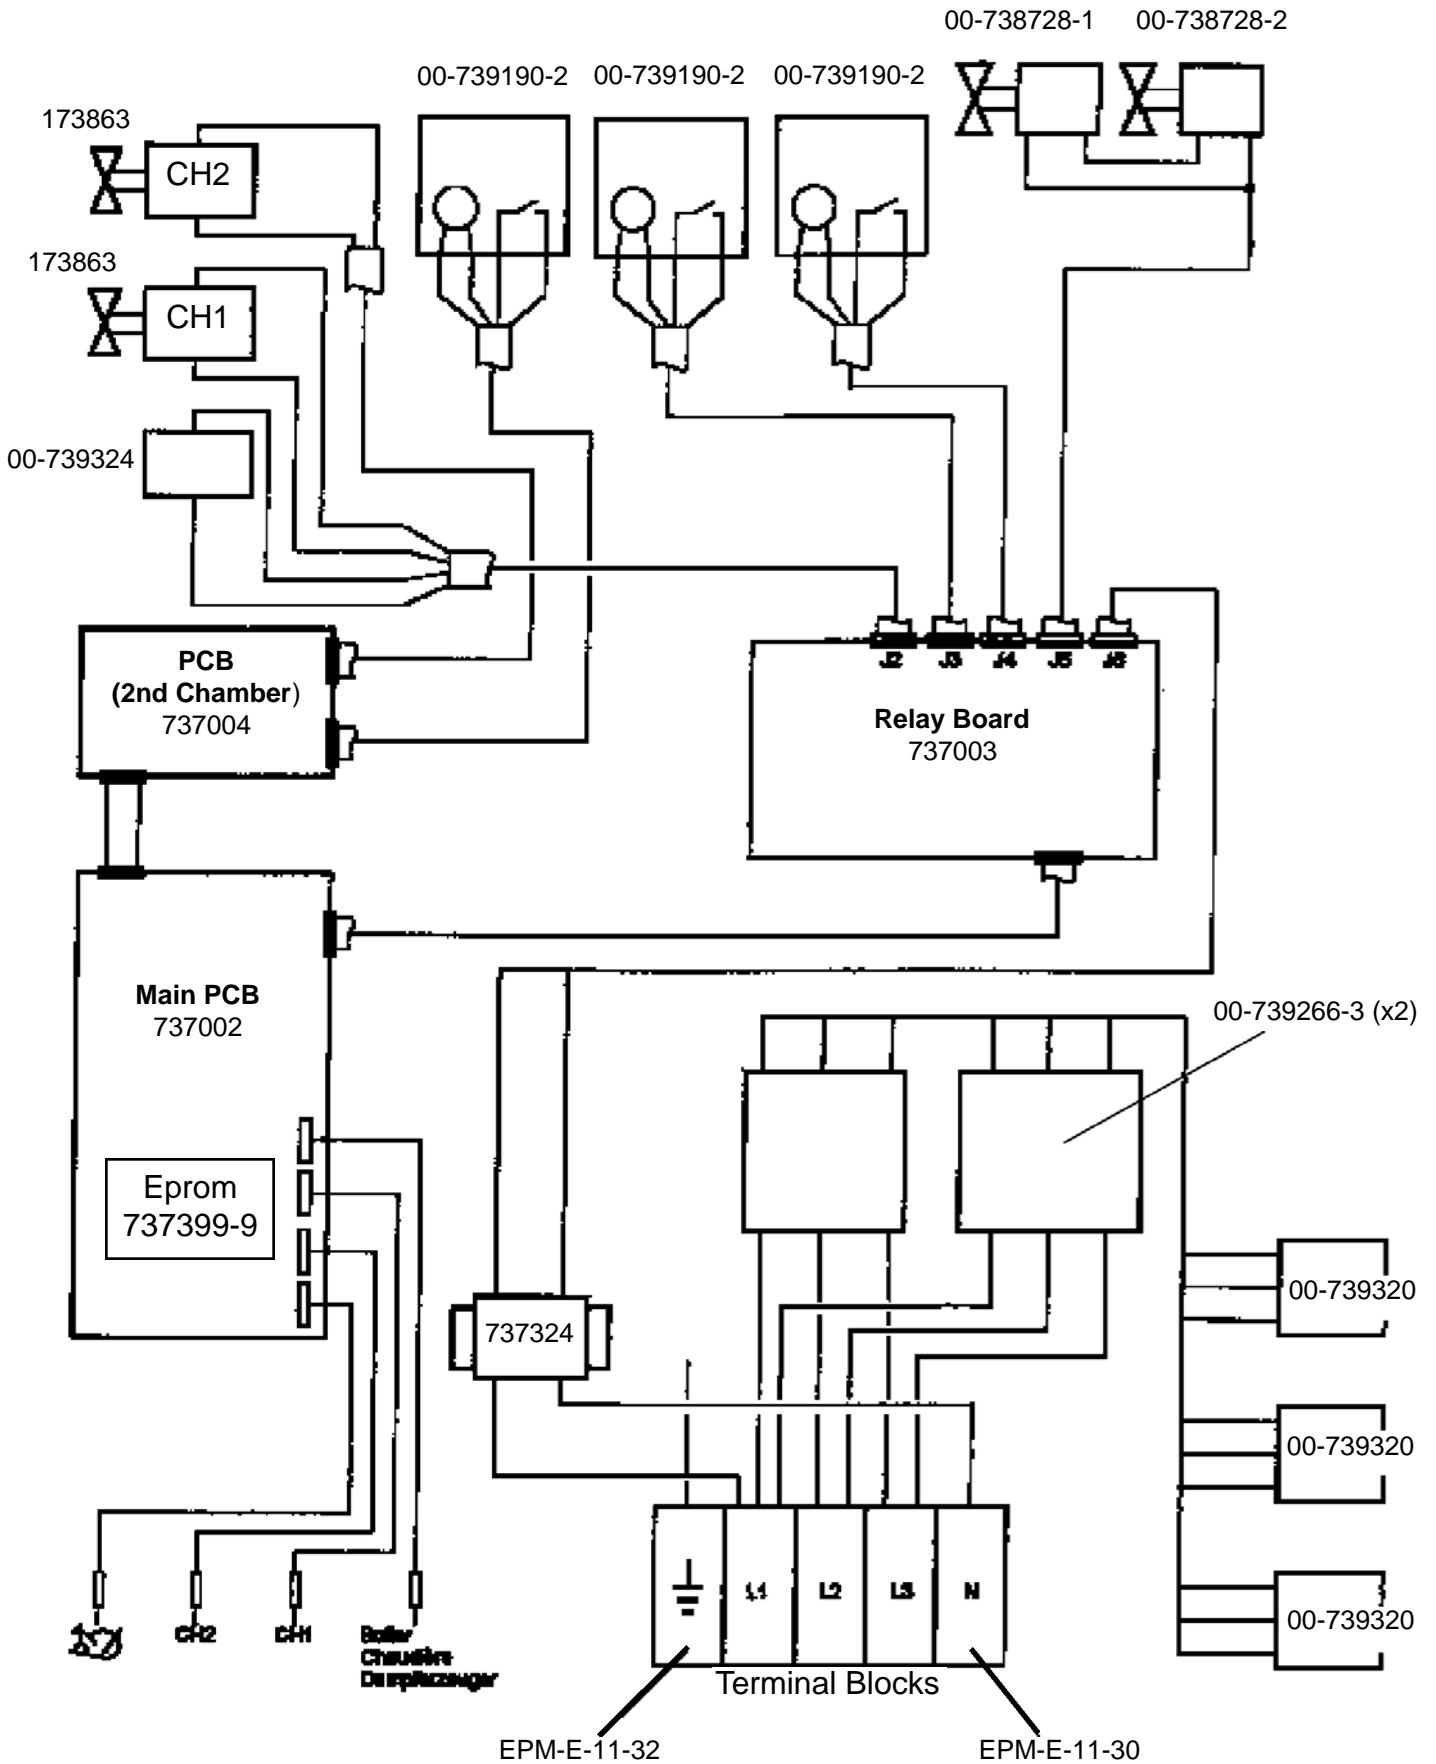 00-738728-1 00-738728-2
00-739190-2 00-739190-2 00-739190-2
173863
CH2
173863
CH1
00-739324
PCB
(2nd Chamber)
737004
J2 J3 J4 J5 J6
Relay Board
737003
Main PCB
737002
00-739266-3 (x2)
Eprom
737399-9
00-739320
737324
00-739320
L1 L2 L3 N
00-739320
CH2 CH1 Boiler
Chaudière
Dampferzeuger
Terminal Blocks
EPM-E-11-32 EPM-E-11-30